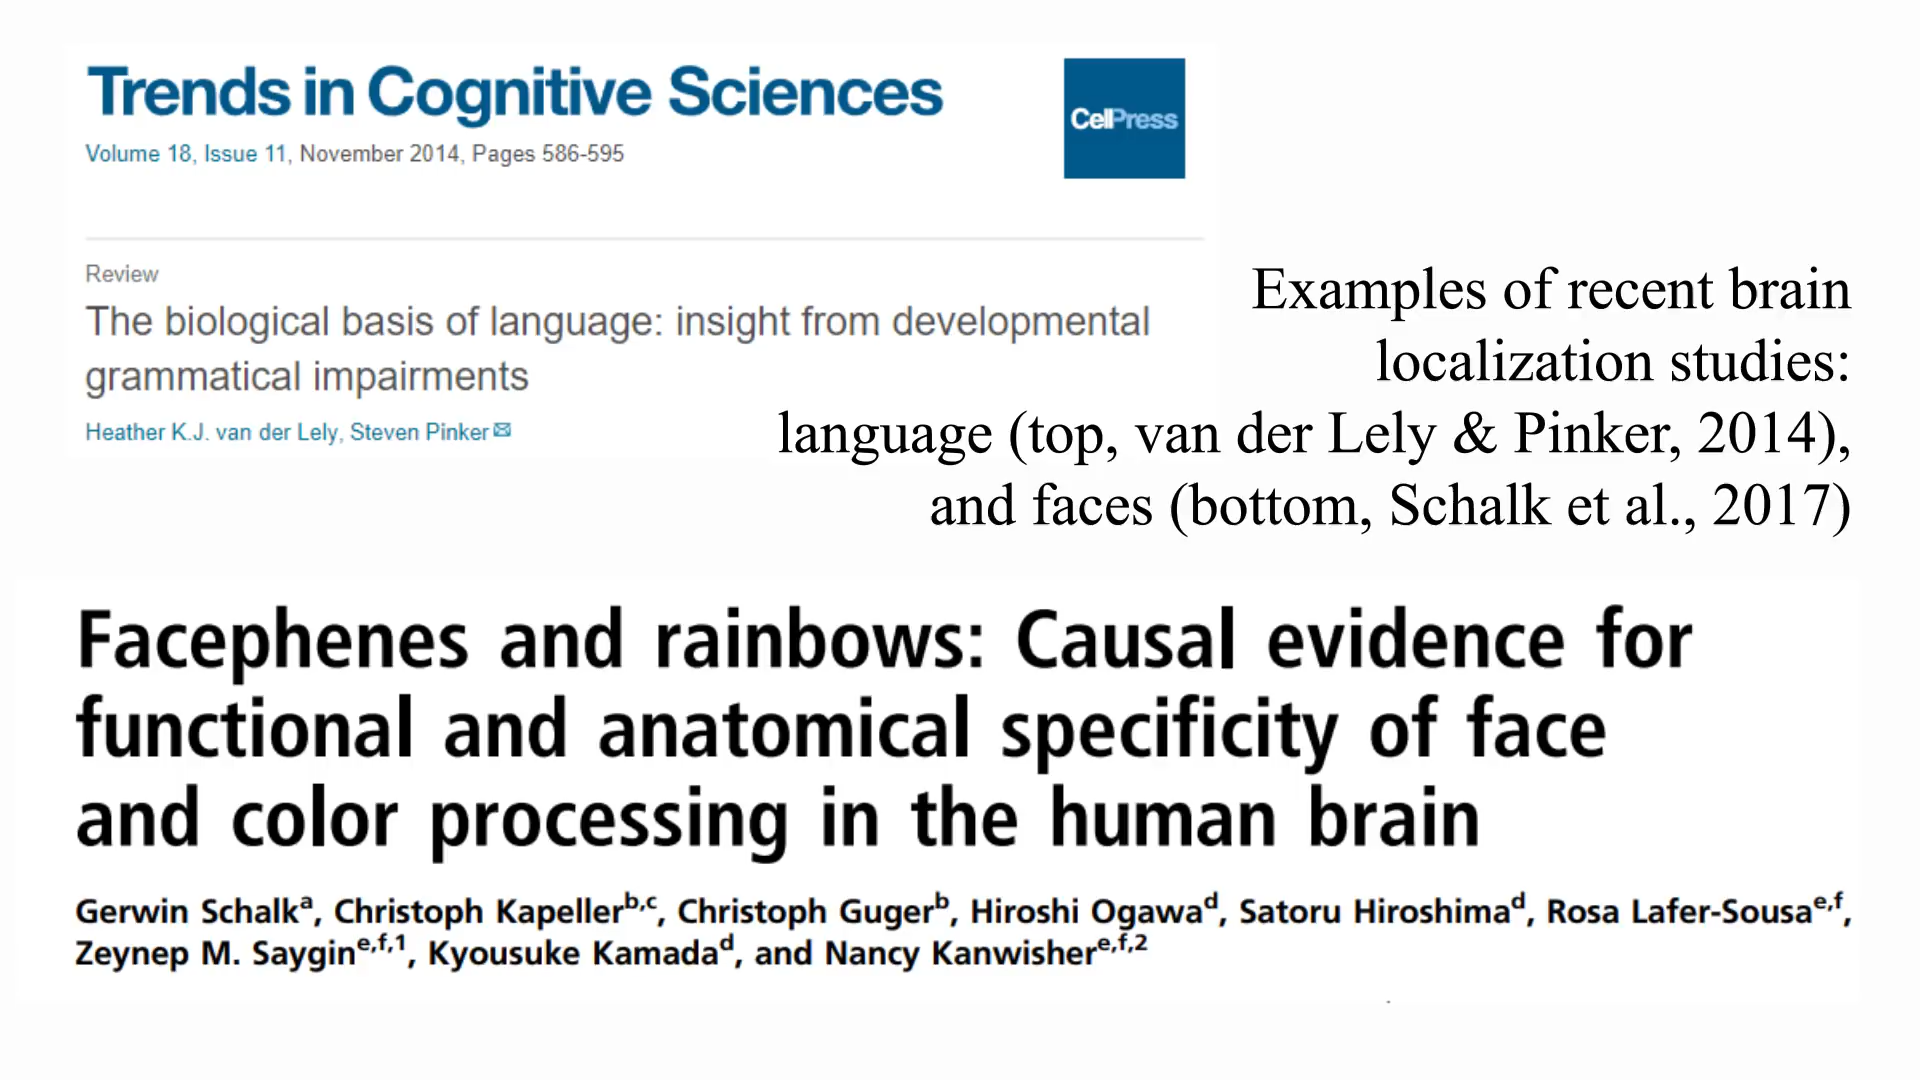 Trends in Cognitive Sciences
CellPress
Volume 18, Issue 11, November 2014, Pages 586-595
Review
The biological basis of language: insight from developmental
grammatical impairments
Heather K.J. van der Lely, Steven Pinker
Examples of recent brain
localization studies:
language (top, van der Lely & Pinker, 2014),
and faces (bottom, Schalk et al., 2017)
Facephenes and rainbows: Causal evidence for
functional and anatomical specificity of face
and color processing in the human brain
Gerwin Schalkᵃ, Christoph Kapellerᵇ,ᶜ, Christoph Gugerᵇ, Hiroshi Ogawaᵈ, Satoru Hiroshimaᵈ, Rosa Lafer-Sousaᵉ,ᶠ,
Zeynep M. Sayginᵉ,ᶠ,¹, Kyousuke Kamadaᵈ, and Nancy Kanwisherᵉ,ᶠ,²